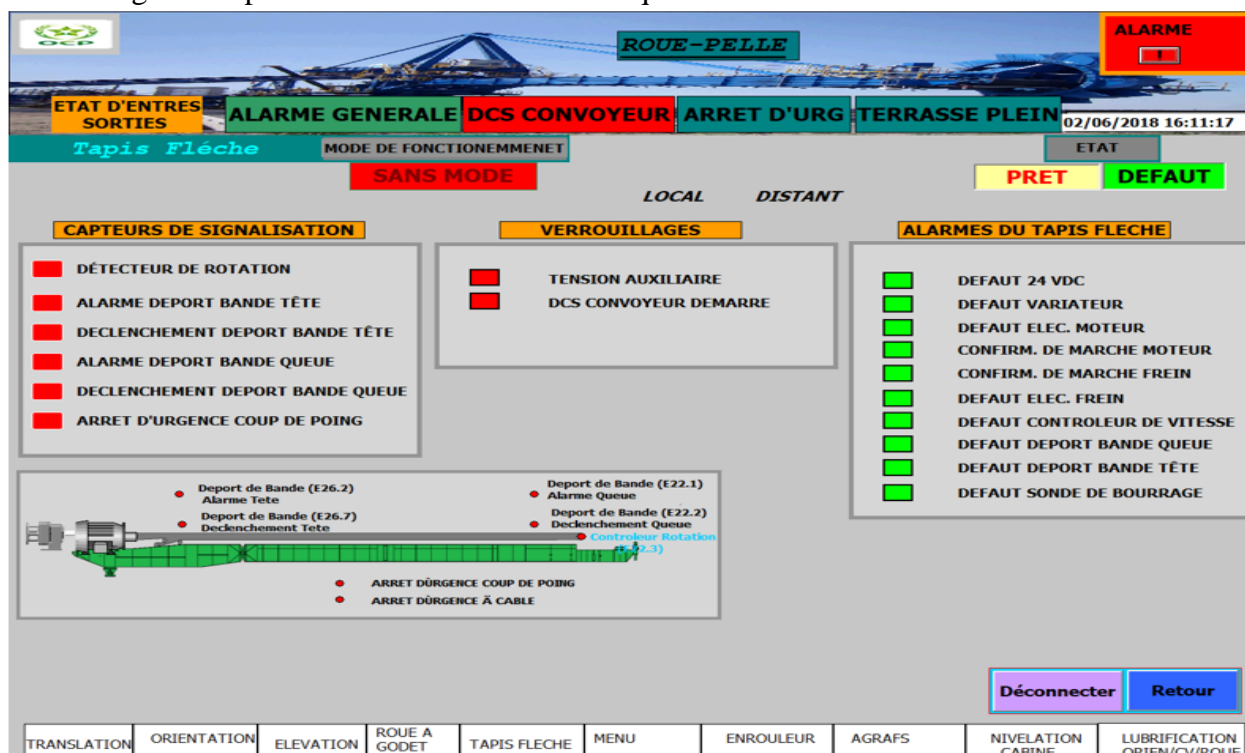 OCP
ROUE-PELLE
ALARME
ETAT D'ENTRES
SORTIES
ALARME GENERALE
DCS CONVOYEUR
ARRET D'URG
TERRASSE PLEIN
02/06/2018 16:11:17
Tapis Fléche
MODE DE FONCTIONEMMENET
ETAT
SANS MODE
PRET
DEFAUT
LOCAL
DISTANT
CAPTEURS DE SIGNALISATION
DÉTECTEUR DE ROTATION
ALARME DEPORT BANDE TÊTE
DECLENCHEMENT DEPORT BANDE TÊTE
ALARME DEPORT BANDE QUEUE
DECLENCHEMENT DEPORT BANDE QUEUE
ARRET D'URGENCE COUP DE POING
VERROUILLAGES
TENSION AUXILIAIRE
DCS CONVOYEUR DEMARRE
ALARMES DU TAPIS FLECHE
DEFAUT 24 VDC
DEFAUT VARIATEUR
DEFAUT ELEC. MOTEUR
CONFIRM. DE MARCHE MOTEUR
CONFIRM. DE MARCHE FREIN
DEFAUT ELEC. FREIN
DEFAUT CONTROLEUR DE VITESSE
DEFAUT DEPORT BANDE QUEUE
DEFAUT DEPORT BANDE TÊTE
DEFAUT SONDE DE BOURRAGE
Deport de Bande (E26.2)
Alarme Tete
Deport de Bande (E26.7)
Declenchement Tete
Deport de Bande (E22.1)
Alarme Queue
Deport de Bande (E22.2)
Declenchement Queue
Controleur Rotation
ARRET DÙRGENCE COUP DE POING
ARRET DÙRGENCE Ã CABLE
Déconnecter
Retour
TRANSLATION
ORIENTATION
ELEVATION
ROUE A
GODET
TAPIS FLECHE
MENU
ENROULEUR
AGRAFS
NIVELATION
CABINE
LUBRIFICATION
ORIEN/CV/ROUE